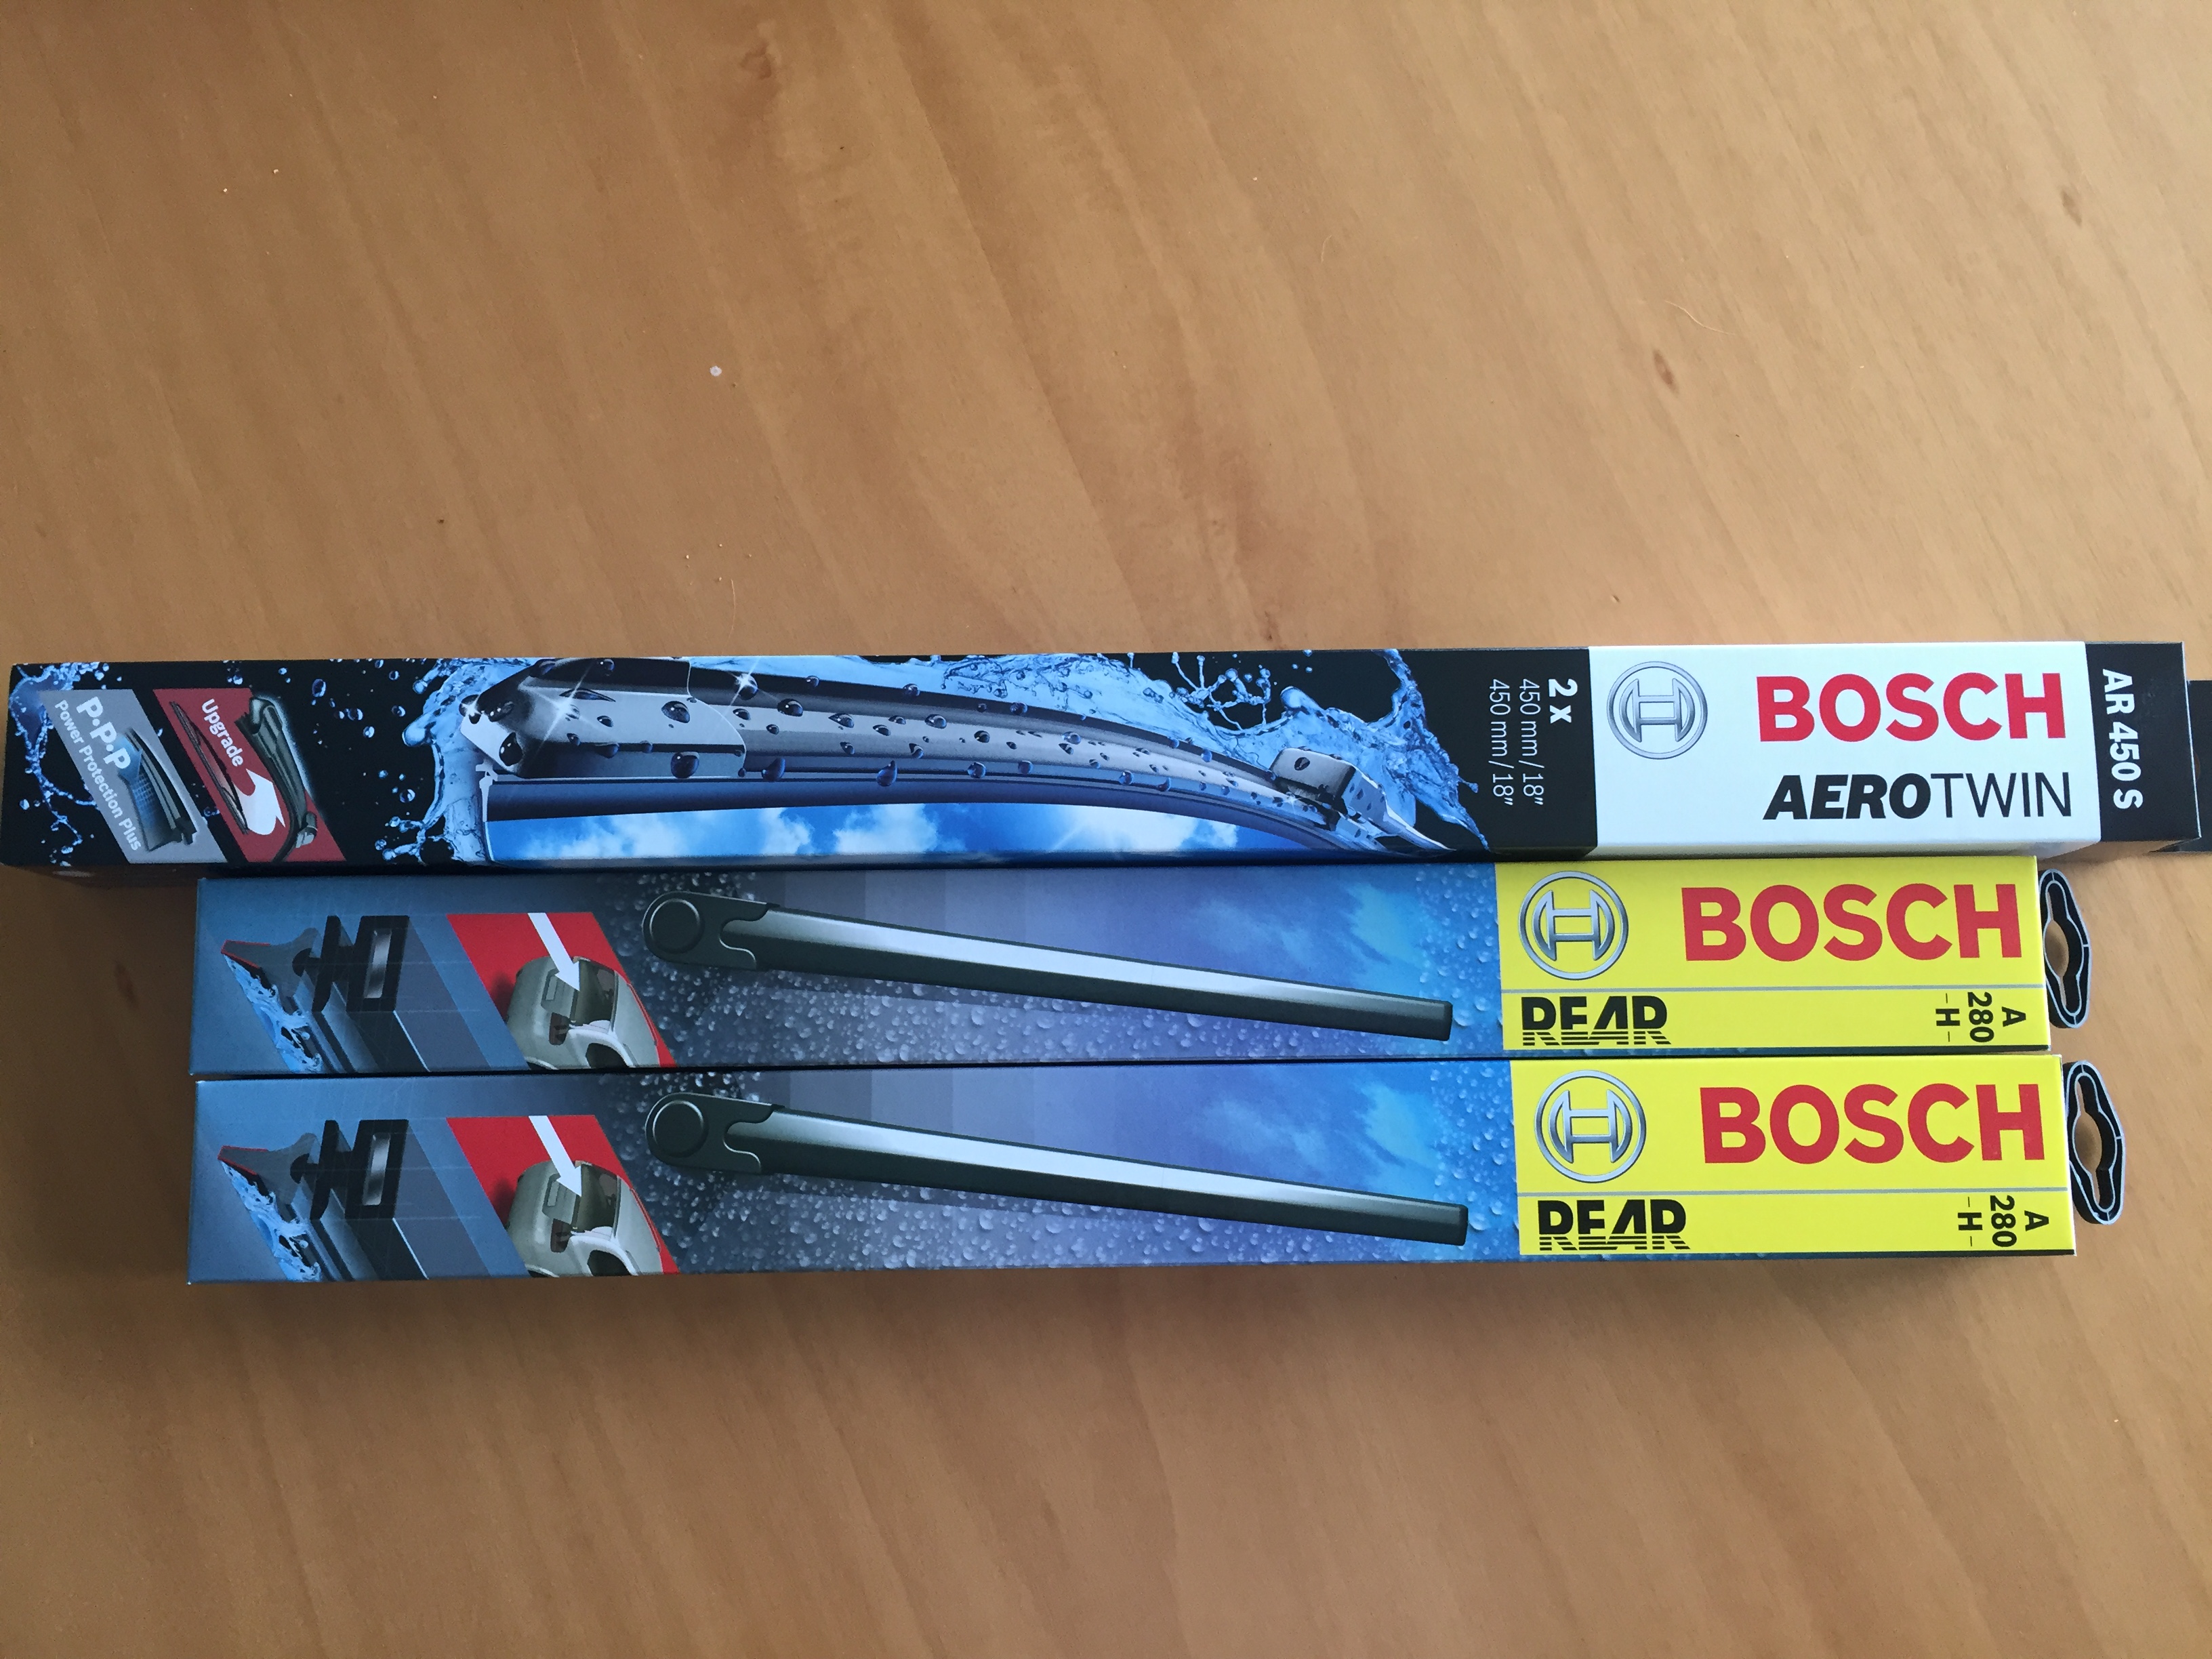 P·P·P
Power Protection Plus
Upgrade
2 x
450 mm/18"
450 mm/18"
BOSCH
AEROTWIN
AR 450 S
BOSCH
REAR
A
280
-H-
BOSCH
REAR
A
280
-H-